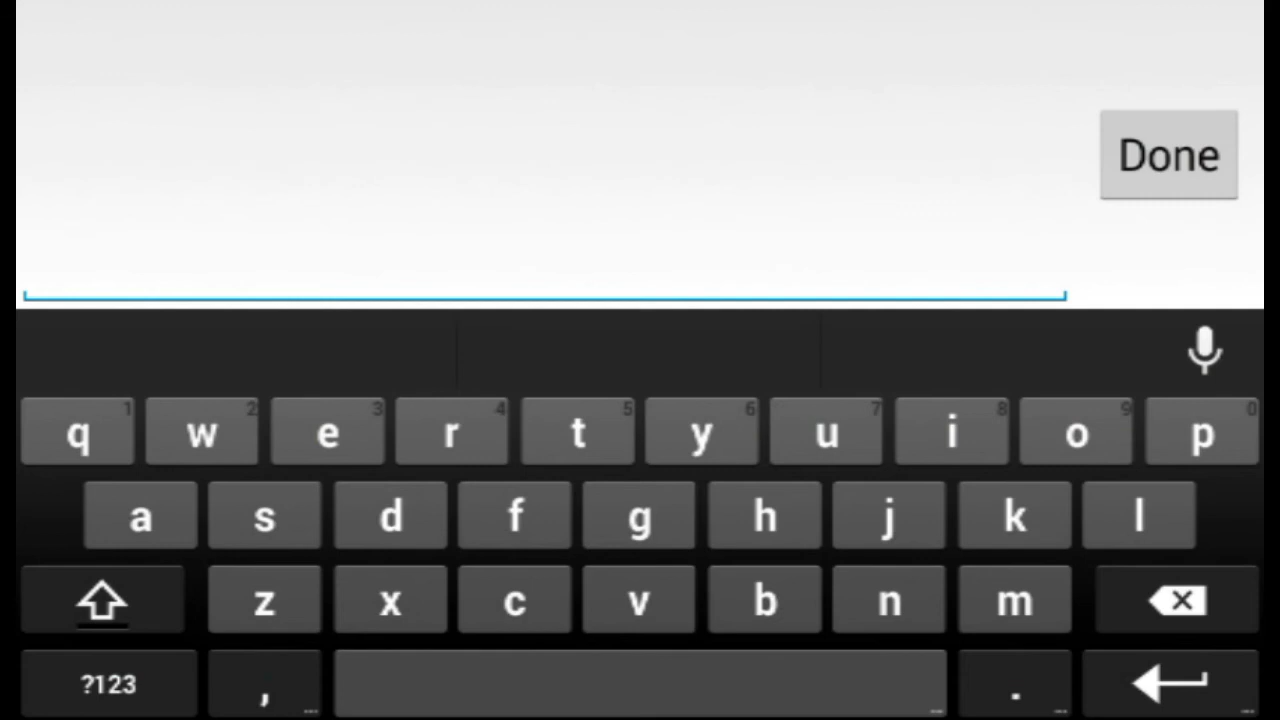 Done
q 1 w 2 e 3 r 4 t 5 y 6 u 7 i 8 o 9 p 0
a s d f g h j k l
z x c v b n m
?123 , ... ... . ... ...